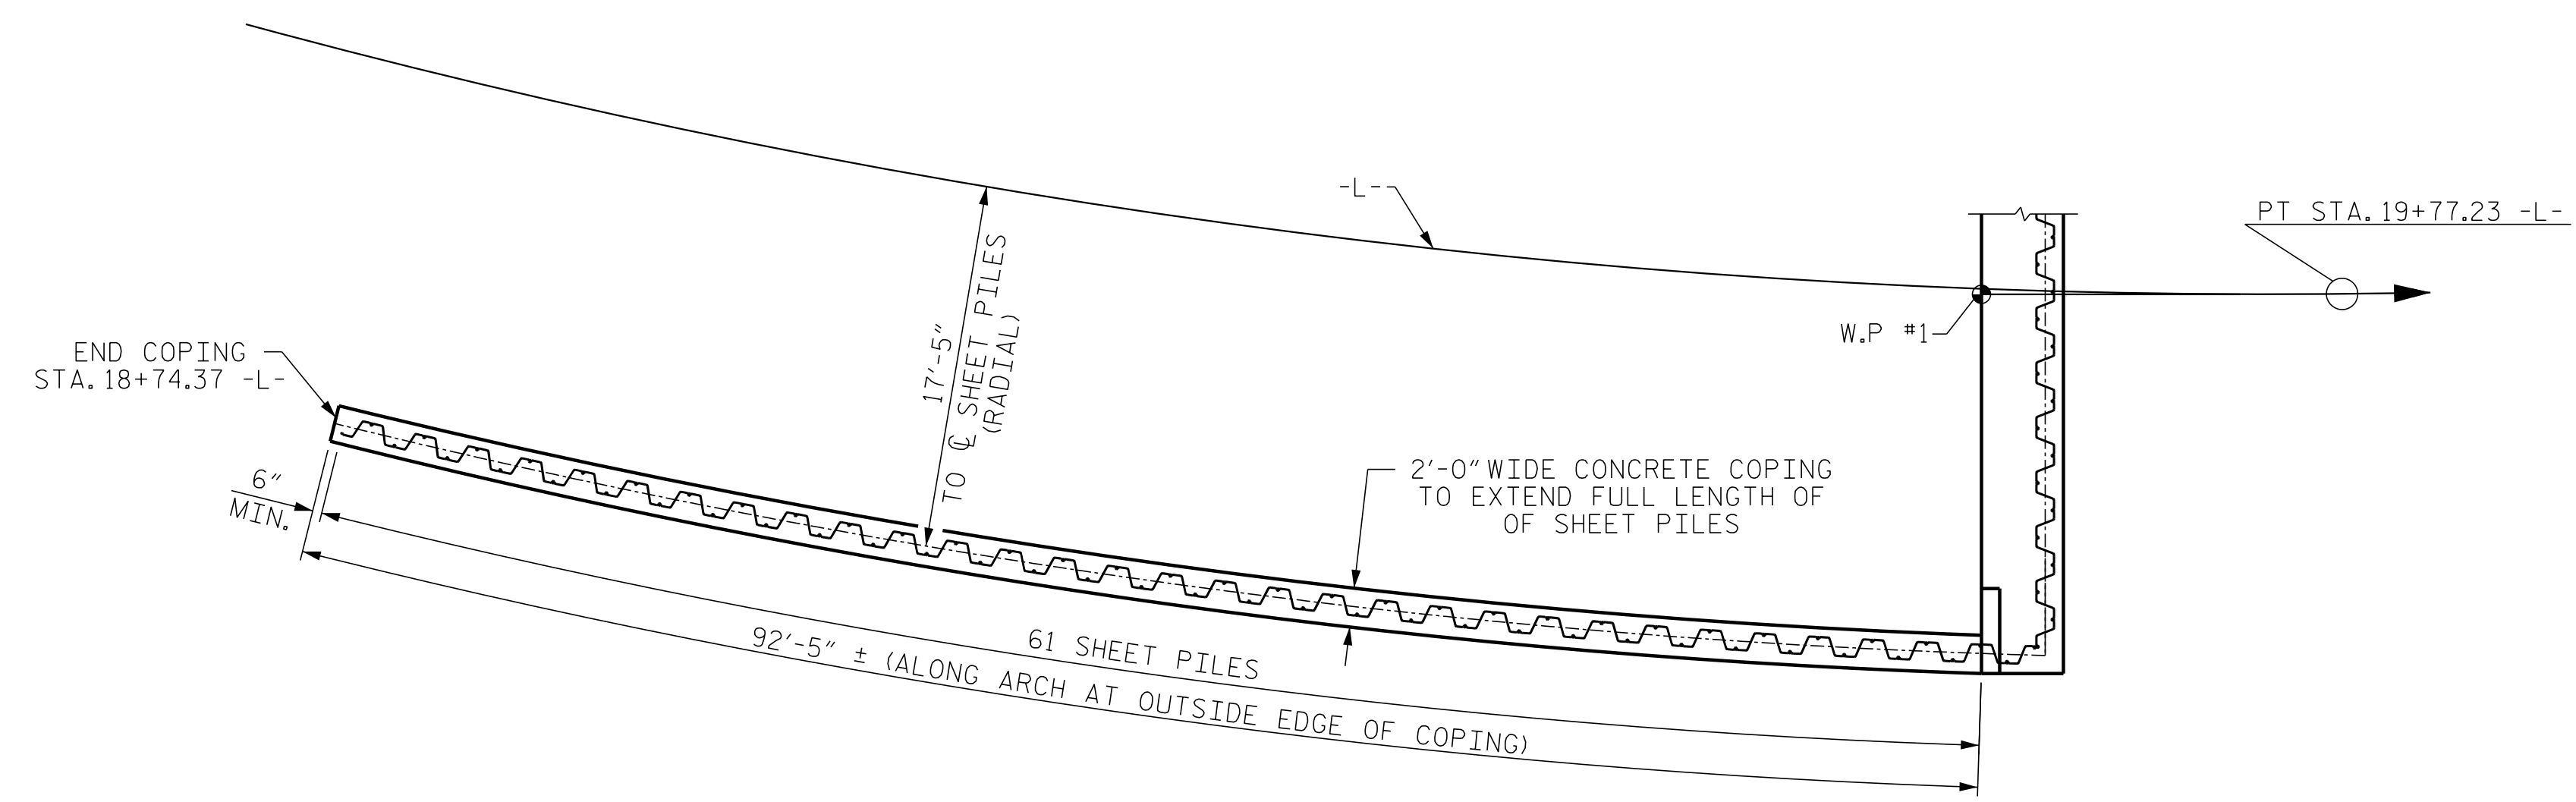 -L-
PT STA. 19+77.23 -L-
17'-5"
TO ℄ SHEET PILES
(RADIAL)
W.P #1
END COPING
STA. 18+74.37 -L-
2'-0" WIDE CONCRETE COPING
TO EXTEND FULL LENGTH OF
OF SHEET PILES
6"
MIN.
61 SHEET PILES
92'-5" ± (ALONG ARCH AT OUTSIDE EDGE OF COPING)